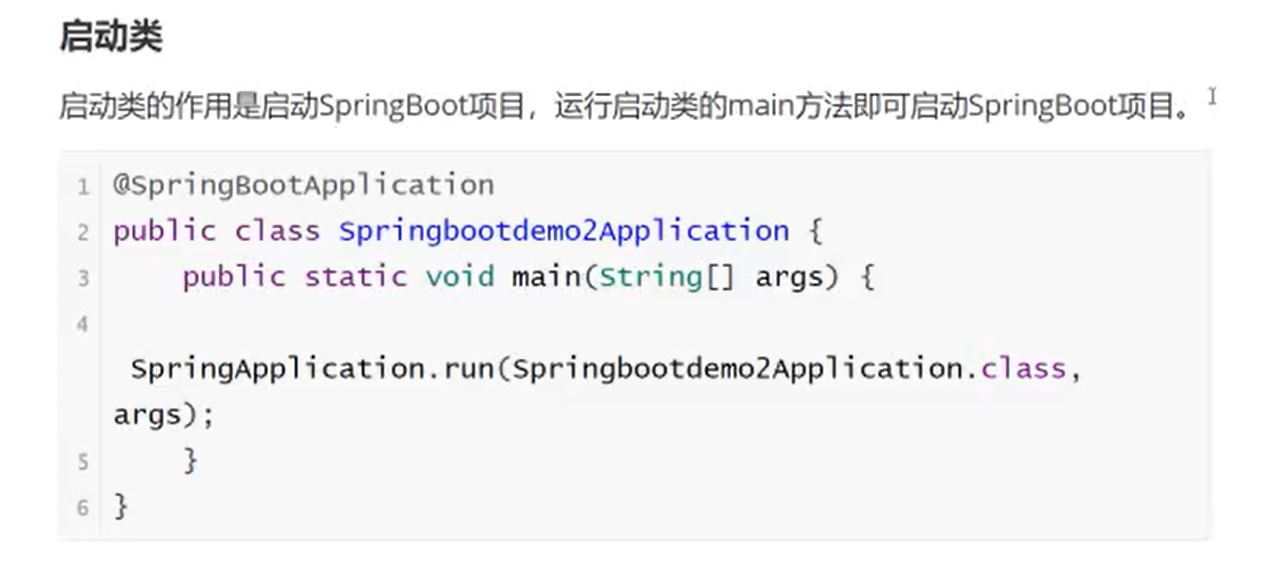 启动类
启动类的作用是启动SpringBoot项目，运行启动类的main方法即可启动SpringBoot项目。
1 @SpringBootApplication
2 public class Springbootdemo2Application {
3     public static void main(String[] args) {
4
 SpringApplication.run(Springbootdemo2Application.class,
args);
5     }
6 }